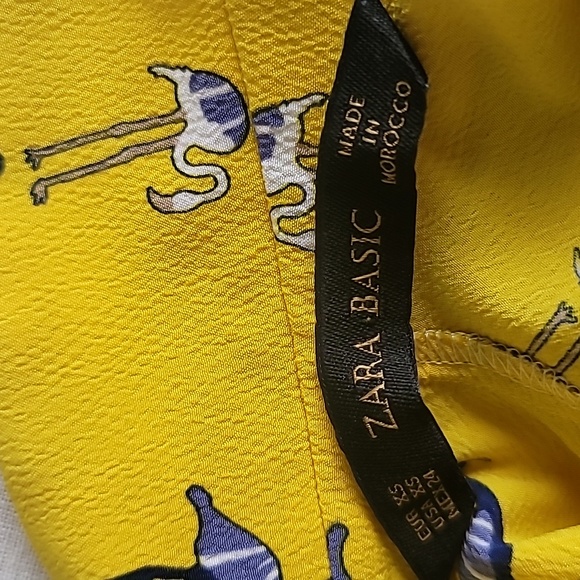 MADE
IN
MOROCCO
ZARA BASIC
EUR XS
USA XS
MEX 24